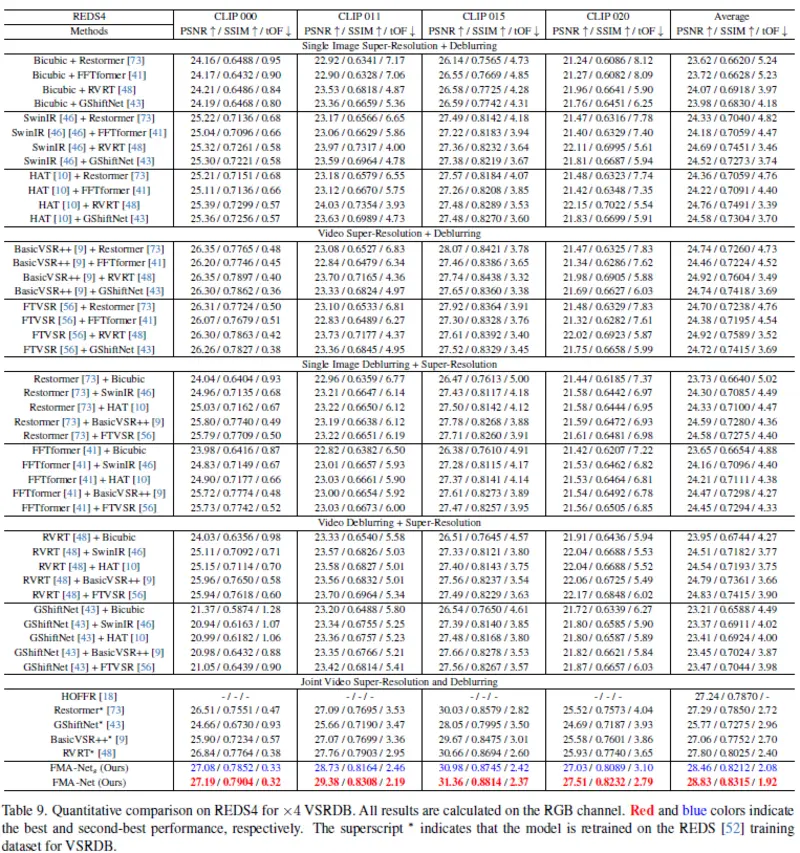 REDS4 CLIP 000 CLIP 011 CLIP 015 CLIP 020 Average
Methods PSNR ↑ / SSIM ↑ / tOF ↓ PSNR ↑ / SSIM ↑ / tOF ↓ PSNR ↑ / SSIM ↑ / tOF ↓ PSNR ↑ / SSIM ↑ / tOF ↓ PSNR ↑ / SSIM ↑ / tOF ↓
Single Image Super-Resolution + Deblurring
Bicubic + Restormer [73] 24.16 / 0.6488 / 0.95 22.92 / 0.6341 / 7.17 26.14 / 0.7565 / 4.73 21.24 / 0.6086 / 8.12 23.62 / 0.6620 / 5.24
Bicubic + FFTformer [41] 24.17 / 0.6432 / 0.90 22.90 / 0.6328 / 7.06 26.55 / 0.7669 / 4.85 21.27 / 0.6082 / 8.09 23.72 / 0.6628 / 5.23
Bicubic + RVRT [48] 24.21 / 0.6486 / 0.84 23.53 / 0.6818 / 4.87 26.58 / 0.7725 / 4.28 21.96 / 0.6641 / 5.90 24.07 / 0.6918 / 3.97
Bicubic + GShiftNet [43] 24.19 / 0.6468 / 0.80 23.36 / 0.6659 / 5.36 26.59 / 0.7742 / 4.31 21.76 / 0.6451 / 6.25 23.98 / 0.6830 / 4.18
SwinIR [46] + Restormer [73] 25.22 / 0.7136 / 0.68 23.17 / 0.6566 / 6.65 27.49 / 0.8142 / 4.18 21.47 / 0.6316 / 7.78 24.33 / 0.7040 / 4.82
SwinIR [46] [46] + FFTformer [41] 25.04 / 0.7096 / 0.66 23.06 / 0.6629 / 5.86 27.22 / 0.8183 / 3.94 21.40 / 0.6329 / 7.40 24.18 / 0.7059 / 4.47
SwinIR [46] + RVRT [48] 25.32 / 0.7261 / 0.58 23.97 / 0.7317 / 4.00 27.36 / 0.8232 / 3.64 22.11 / 0.6995 / 5.61 24.69 / 0.7451 / 3.46
SwinIR [46] + GShiftNet [43] 25.30 / 0.7221 / 0.58 23.59 / 0.6964 / 4.78 27.38 / 0.8219 / 3.67 21.81 / 0.6687 / 5.94 24.52 / 0.7273 / 3.74
HAT [10] + Restormer [73] 25.21 / 0.7151 / 0.68 23.18 / 0.6579 / 6.55 27.57 / 0.8184 / 4.07 21.48 / 0.6323 / 7.74 24.36 / 0.7059 / 4.76
HAT [10] + FFTformer [41] 25.11 / 0.7136 / 0.66 23.12 / 0.6670 / 5.75 27.26 / 0.8208 / 3.85 21.42 / 0.6348 / 7.35 24.22 / 0.7091 / 4.40
HAT [10] + RVRT [48] 25.39 / 0.7299 / 0.57 24.03 / 0.7354 / 3.93 27.48 / 0.8289 / 3.53 22.15 / 0.7022 / 5.54 24.76 / 0.7491 / 3.39
HAT [10] + GShiftNet [43] 25.36 / 0.7256 / 0.57 23.63 / 0.6989 / 4.73 27.48 / 0.8270 / 3.60 21.83 / 0.6699 / 5.91 24.58 / 0.7304 / 3.70
Video Super-Resolution + Deblurring
BasicVSR++ [9] + Restormer [73] 26.35 / 0.7765 / 0.48 23.08 / 0.6527 / 6.83 28.07 / 0.8421 / 3.78 21.47 / 0.6325 / 7.83 24.74 / 0.7260 / 4.73
BasicVSR++ [9] + FFTformer [41] 26.20 / 0.7746 / 0.45 22.84 / 0.6479 / 6.34 27.46 / 0.8386 / 3.65 21.34 / 0.6286 / 7.62 24.46 / 0.7224 / 4.52
BasicVSR++ [9] + RVRT [48] 26.35 / 0.7897 / 0.40 23.70 / 0.7165 / 4.36 27.74 / 0.8438 / 3.32 21.98 / 0.6905 / 5.88 24.92 / 0.7604 / 3.49
BasicVSR++ [9] + GShiftNet [43] 26.30 / 0.7862 / 0.36 23.33 / 0.6824 / 4.97 27.65 / 0.8360 / 3.38 21.69 / 0.6627 / 6.03 24.74 / 0.7418 / 3.69
FTVSR [56] + Restormer [73] 26.31 / 0.7724 / 0.50 23.10 / 0.6533 / 6.81 27.92 / 0.8364 / 3.91 21.48 / 0.6329 / 7.83 24.70 / 0.7238 / 4.76
FTVSR [56] + FFTformer [41] 26.07 / 0.7679 / 0.51 22.83 / 0.6489 / 6.27 27.30 / 0.8328 / 3.76 21.32 / 0.6282 / 7.61 24.38 / 0.7195 / 4.54
FTVSR [56] + RVRT [48] 26.30 / 0.7863 / 0.42 23.73 / 0.7177 / 4.37 27.61 / 0.8392 / 3.40 22.02 / 0.6923 / 5.87 24.92 / 0.7589 / 3.52
FTVSR [56] + GShiftNet [43] 26.26 / 0.7827 / 0.38 23.36 / 0.6845 / 4.95 27.52 / 0.8329 / 3.45 21.75 / 0.6658 / 5.99 24.72 / 0.7415 / 3.69
Single Image Deblurring + Super-Resolution
Restormer [73] + Bicubic 24.04 / 0.6404 / 0.93 22.96 / 0.6359 / 6.77 26.47 / 0.7613 / 5.00 21.44 / 0.6185 / 7.37 23.73 / 0.6640 / 5.02
Restormer [73] + SwinIR [46] 24.96 / 0.7135 / 0.68 23.21 / 0.6647 / 6.14 27.43 / 0.8117 / 4.18 21.58 / 0.6442 / 6.97 24.30 / 0.7085 / 4.49
Restormer [73] + HAT [10] 25.03 / 0.7162 / 0.67 23.22 / 0.6650 / 6.12 27.50 / 0.8142 / 4.12 21.58 / 0.6444 / 6.95 24.33 / 0.7100 / 4.47
Restormer [73] + BasicVSR++ [9] 25.80 / 0.7740 / 0.49 23.19 / 0.6638 / 6.12 27.78 / 0.8268 / 3.88 21.59 / 0.6472 / 6.93 24.59 / 0.7280 / 4.36
Restormer [73] + FTVSR [56] 25.79 / 0.7709 / 0.50 23.22 / 0.6651 / 6.19 27.71 / 0.8260 / 3.91 21.61 / 0.6481 / 6.98 24.58 / 0.7275 / 4.40
FFTformer [41] + Bicubic 23.98 / 0.6416 / 0.87 22.82 / 0.6382 / 6.50 26.38 / 0.7610 / 4.91 21.42 / 0.6207 / 7.22 23.65 / 0.6654 / 4.88
FFTformer [41] + SwinIR [46] 24.83 / 0.7149 / 0.67 23.01 / 0.6657 / 5.93 27.28 / 0.8115 / 4.17 21.53 / 0.6462 / 6.82 24.16 / 0.7096 / 4.40
FFTformer [41] + HAT [10] 24.90 / 0.7177 / 0.66 23.03 / 0.6661 / 5.90 27.37 / 0.8141 / 4.14 21.53 / 0.6464 / 6.81 24.21 / 0.7111 / 4.38
FFTformer [41] + BasicVSR++ [9] 25.72 / 0.7774 / 0.48 23.00 / 0.6654 / 5.92 27.61 / 0.8273 / 3.89 21.54 / 0.6492 / 6.78 24.47 / 0.7298 / 4.27
FFTformer [41] + FTVSR [56] 25.73 / 0.7742 / 0.52 23.03 / 0.6673 / 6.00 27.47 / 0.8257 / 3.95 21.56 / 0.6505 / 6.85 24.45 / 0.7294 / 4.33
Video Deblurring + Super-Resolution
RVRT [48] + Bicubic 24.03 / 0.6356 / 0.98 23.33 / 0.6540 / 5.58 26.51 / 0.7645 / 4.57 21.91 / 0.6436 / 5.94 23.95 / 0.6744 / 4.27
RVRT [48] + SwinIR [46] 25.11 / 0.7092 / 0.71 23.57 / 0.6826 / 5.03 27.33 / 0.8121 / 3.80 22.04 / 0.6688 / 5.53 24.51 / 0.7182 / 3.77
RVRT [48] + HAT [10] 25.15 / 0.7114 / 0.70 23.58 / 0.6827 / 5.01 27.40 / 0.8143 / 3.75 22.04 / 0.6688 / 5.52 24.54 / 0.7193 / 3.75
RVRT [48] + BasicVSR++ [9] 25.96 / 0.7650 / 0.58 23.56 / 0.6832 / 5.01 27.56 / 0.8237 / 3.54 22.06 / 0.6725 / 5.49 24.79 / 0.7361 / 3.66
RVRT [48] + FTVSR [56] 25.94 / 0.7618 / 0.60 23.70 / 0.6964 / 5.34 27.49 / 0.8229 / 3.63 22.17 / 0.6848 / 6.02 24.83 / 0.7415 / 3.90
GShiftNet [43] + Bicubic 21.37 / 0.5874 / 1.28 23.20 / 0.6488 / 5.80 26.54 / 0.7650 / 4.61 21.72 / 0.6339 / 6.27 23.21 / 0.6588 / 4.49
GShiftNet [43] + SwinIR [46] 20.94 / 0.6163 / 1.07 23.34 / 0.6755 / 5.25 27.39 / 0.8140 / 3.85 21.80 / 0.6585 / 5.90 23.37 / 0.6911 / 4.02
GShiftNet [43] + HAT [10] 20.99 / 0.6182 / 1.06 23.36 / 0.6757 / 5.23 27.48 / 0.8168 / 3.80 21.80 / 0.6587 / 5.89 23.41 / 0.6924 / 4.00
GShiftNet [43] + BasicVSR++ [9] 20.98 / 0.6432 / 0.88 23.35 / 0.6766 / 5.21 27.66 / 0.8278 / 3.53 21.82 / 0.6621 / 5.84 23.45 / 0.7024 / 3.87
GShiftNet [43] + FTVSR [56] 21.05 / 0.6439 / 0.90 23.42 / 0.6814 / 5.41 27.56 / 0.8267 / 3.57 21.87 / 0.6657 / 6.03 23.47 / 0.7044 / 3.98
Joint Video Super-Resolution and Deblurring
HOFFR [18] - / - / - - / - / - - / - / - - / - / - 27.24 / 0.7870 / -
Restormer* [73] 26.51 / 0.7551 / 0.47 27.09 / 0.7695 / 3.53 30.03 / 0.8579 / 2.82 25.52 / 0.7573 / 4.04 27.29 / 0.7850 / 2.72
GShiftNet* [43] 24.66 / 0.6730 / 0.93 25.66 / 0.7190 / 3.47 28.05 / 0.7995 / 3.50 24.69 / 0.7187 / 3.93 25.77 / 0.7275 / 2.96
BasicVSR++* [9] 25.90 / 0.7234 / 0.57 27.07 / 0.7699 / 3.36 29.67 / 0.8475 / 3.01 25.58 / 0.7601 / 3.86 27.06 / 0.7752 / 2.70
RVRT* [48] 26.84 / 0.7764 / 0.38 27.76 / 0.7903 / 2.95 30.66 / 0.8694 / 2.60 25.93 / 0.7740 / 3.65 27.80 / 0.8025 / 2.40
FMA-Netₛ (Ours) 27.08 / 0.7852 / 0.33 28.73 / 0.8164 / 2.46 30.98 / 0.8745 / 2.42 27.03 / 0.8089 / 3.10 28.46 / 0.8212 / 2.08
FMA-Net (Ours) 27.19 / 0.7904 / 0.32 29.38 / 0.8308 / 2.19 31.36 / 0.8814 / 2.37 27.51 / 0.8232 / 2.79 28.83 / 0.8315 / 1.92
Table 9. Quantitative comparison on REDS4 for ×4 VSRDB. All results are calculated on the RGB channel. Red and blue colors indicate
the best and second-best performance, respectively. The superscript * indicates that the model is retrained on the REDS [52] training
dataset for VSRDB.